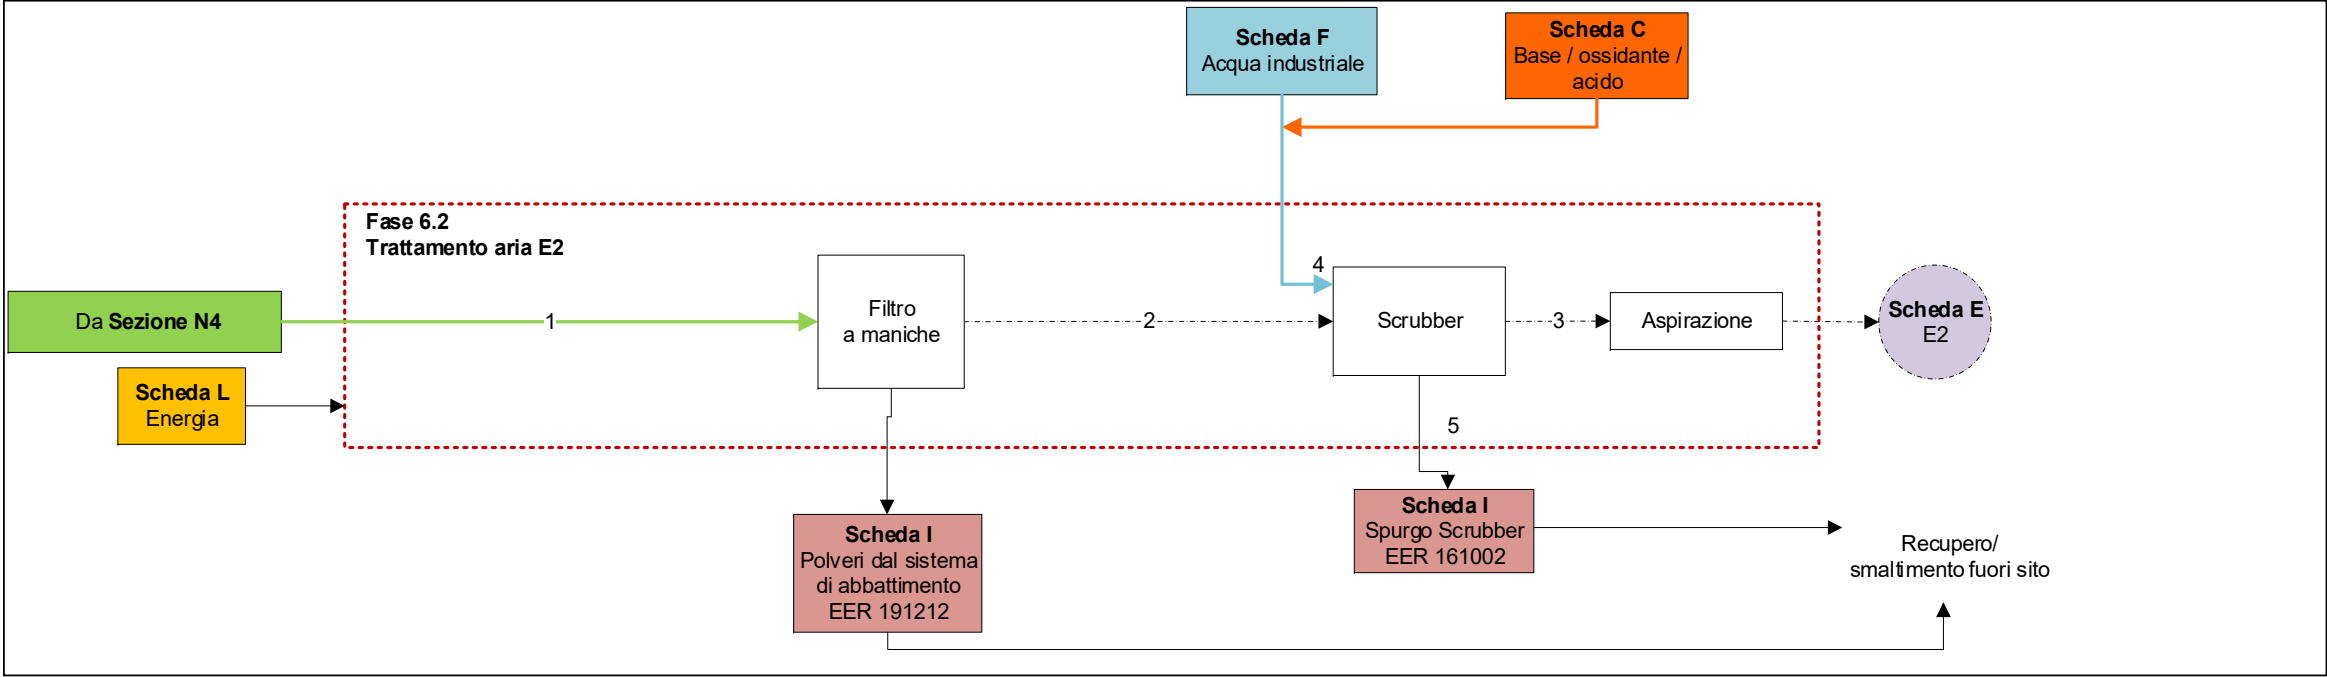 Scheda F
Acqua industriale
Scheda C
Base / ossidante /
acido
Fase 6.2
Trattamento aria E2
Da Sezione N4
1
Filtro
a maniche
2
4
Scrubber
3
Aspirazione
Scheda E
E2
Scheda L
Energia
5
Scheda I
Polveri dal sistema
di abbattimento
EER 191212
Scheda I
Spurgo Scrubber
EER 161002
Recupero/
smaltimento fuori sito